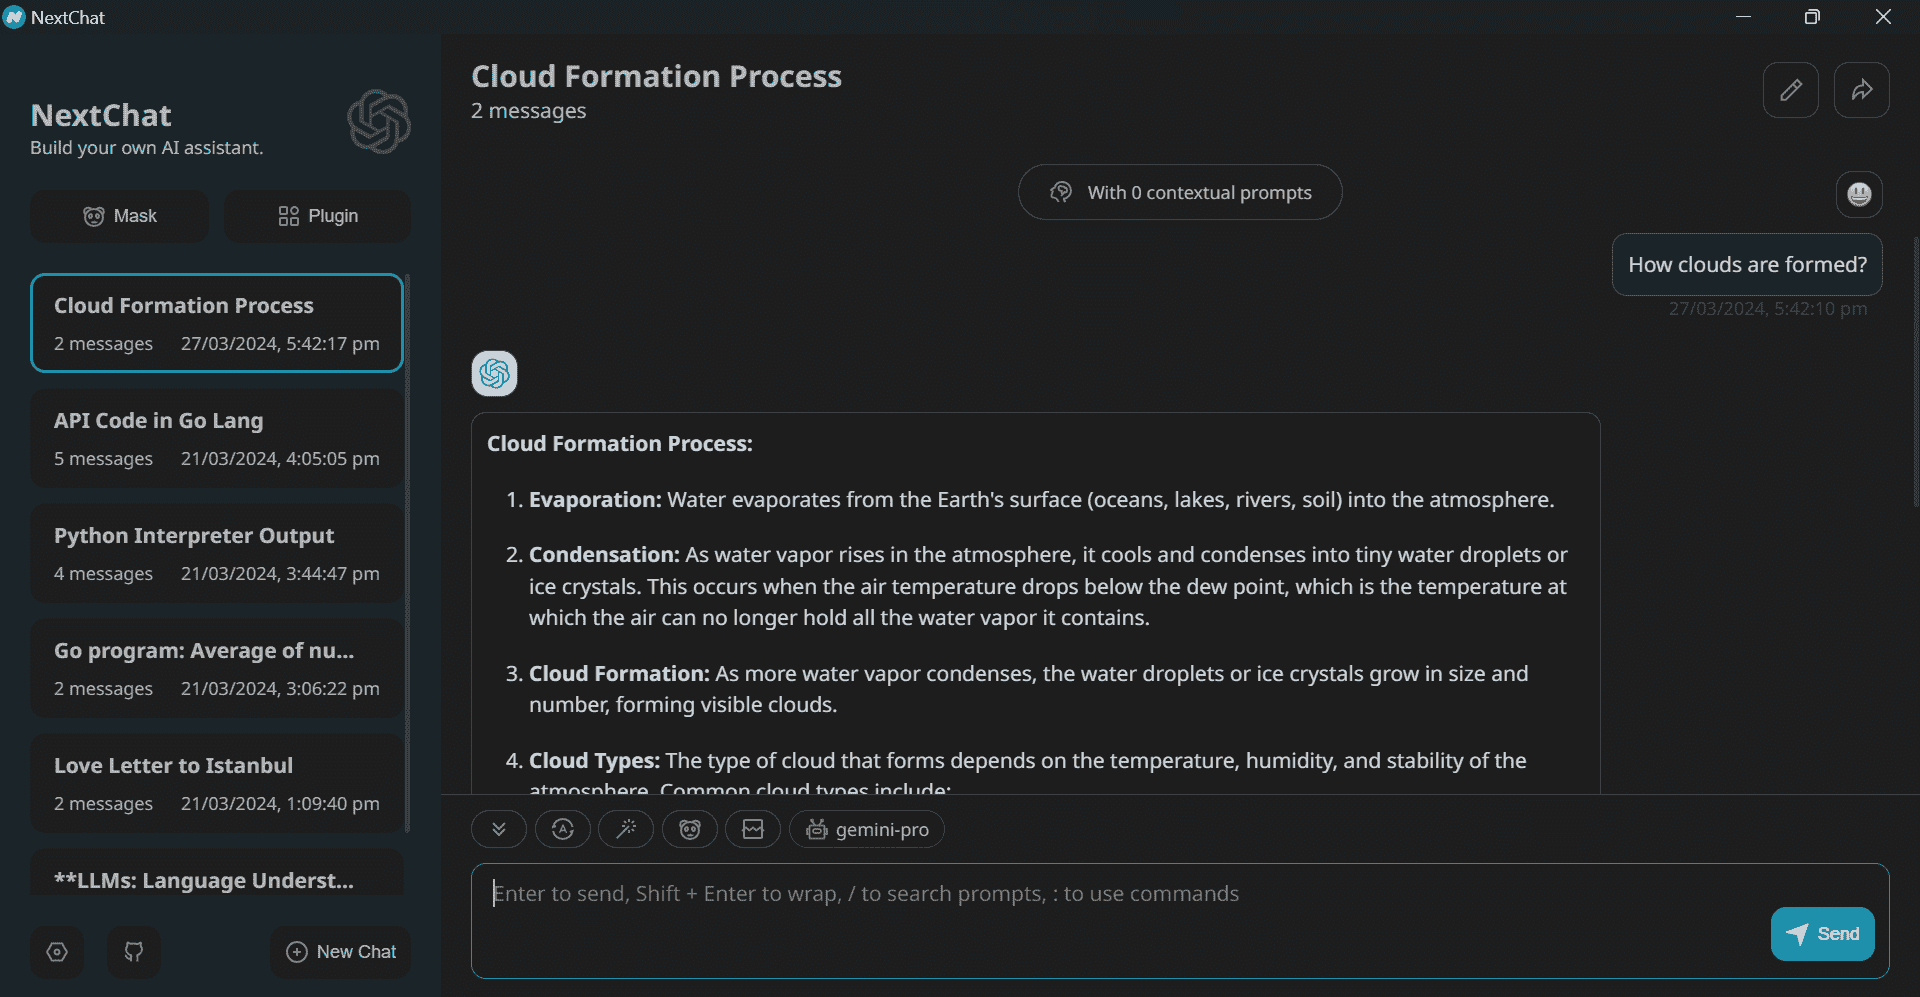 NextChat
NextChat
Build your own AI assistant.
Mask
Plugin
Cloud Formation Process
2 messages 27/03/2024, 5:42:17 pm
API Code in Go Lang
5 messages 21/03/2024, 4:05:05 pm
Python Interpreter Output
4 messages 21/03/2024, 3:44:47 pm
Go program: Average of nu...
2 messages 21/03/2024, 3:06:22 pm
Love Letter to Istanbul
2 messages 21/03/2024, 1:09:40 pm
**LLMs: Language Underst...
New Chat
Cloud Formation Process
2 messages
With 0 contextual prompts
How clouds are formed?
27/03/2024, 5:42:10 pm
Cloud Formation Process:
1. Evaporation: Water evaporates from the Earth's surface (oceans, lakes, rivers, soil) into the atmosphere.
2. Condensation: As water vapor rises in the atmosphere, it cools and condenses into tiny water droplets or
ice crystals. This occurs when the air temperature drops below the dew point, which is the temperature at
which the air can no longer hold all the water vapor it contains.
3. Cloud Formation: As more water vapor condenses, the water droplets or ice crystals grow in size and
number, forming visible clouds.
4. Cloud Types: The type of cloud that forms depends on the temperature, humidity, and stability of the
atmosphere. Common cloud types include:
gemini-pro
Enter to send, Shift + Enter to wrap, / to search prompts, : to use commands
Send